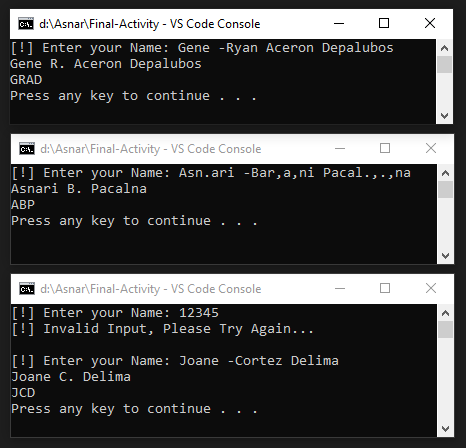 d:\Asnar\Final-Activity - VS Code Console
[!] Enter your Name: Gene -Ryan Aceron Depalubos
Gene R. Aceron Depalubos
GRAD
Press any key to continue . . .
d:\Asnar\Final-Activity - VS Code Console
[!] Enter your Name: Asn.ari -Bar,a,ni Pacal.,.,na
Asnari B. Pacalna
ABP
Press any key to continue . . .
d:\Asnar\Final-Activity - VS Code Console
[!] Enter your Name: 12345
[!] Invalid Input, Please Try Again...
[!] Enter your Name: Joane -Cortez Delima
Joane C. Delima
JCD
Press any key to continue . . .